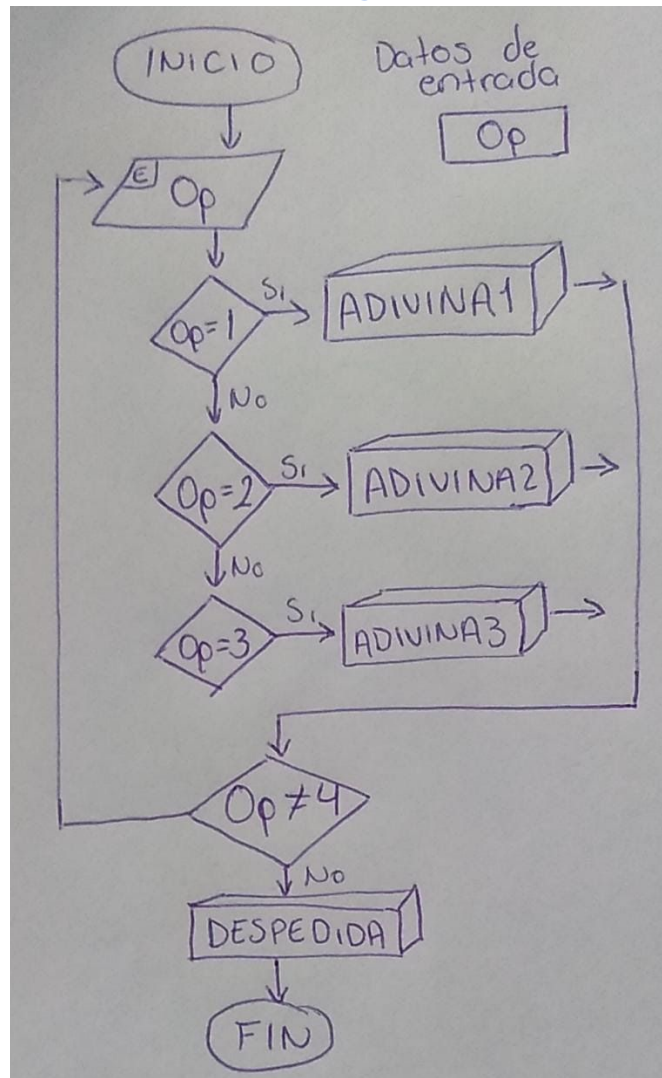 INICIO
Datos de
entrada
Op
E
Op
Op=1
Si
ADIVINA1
No
Op=2
Si
ADIVINA2
No
Op=3
Si
ADIVINA3
Op≠4
No
DESPEDIDA
FIN